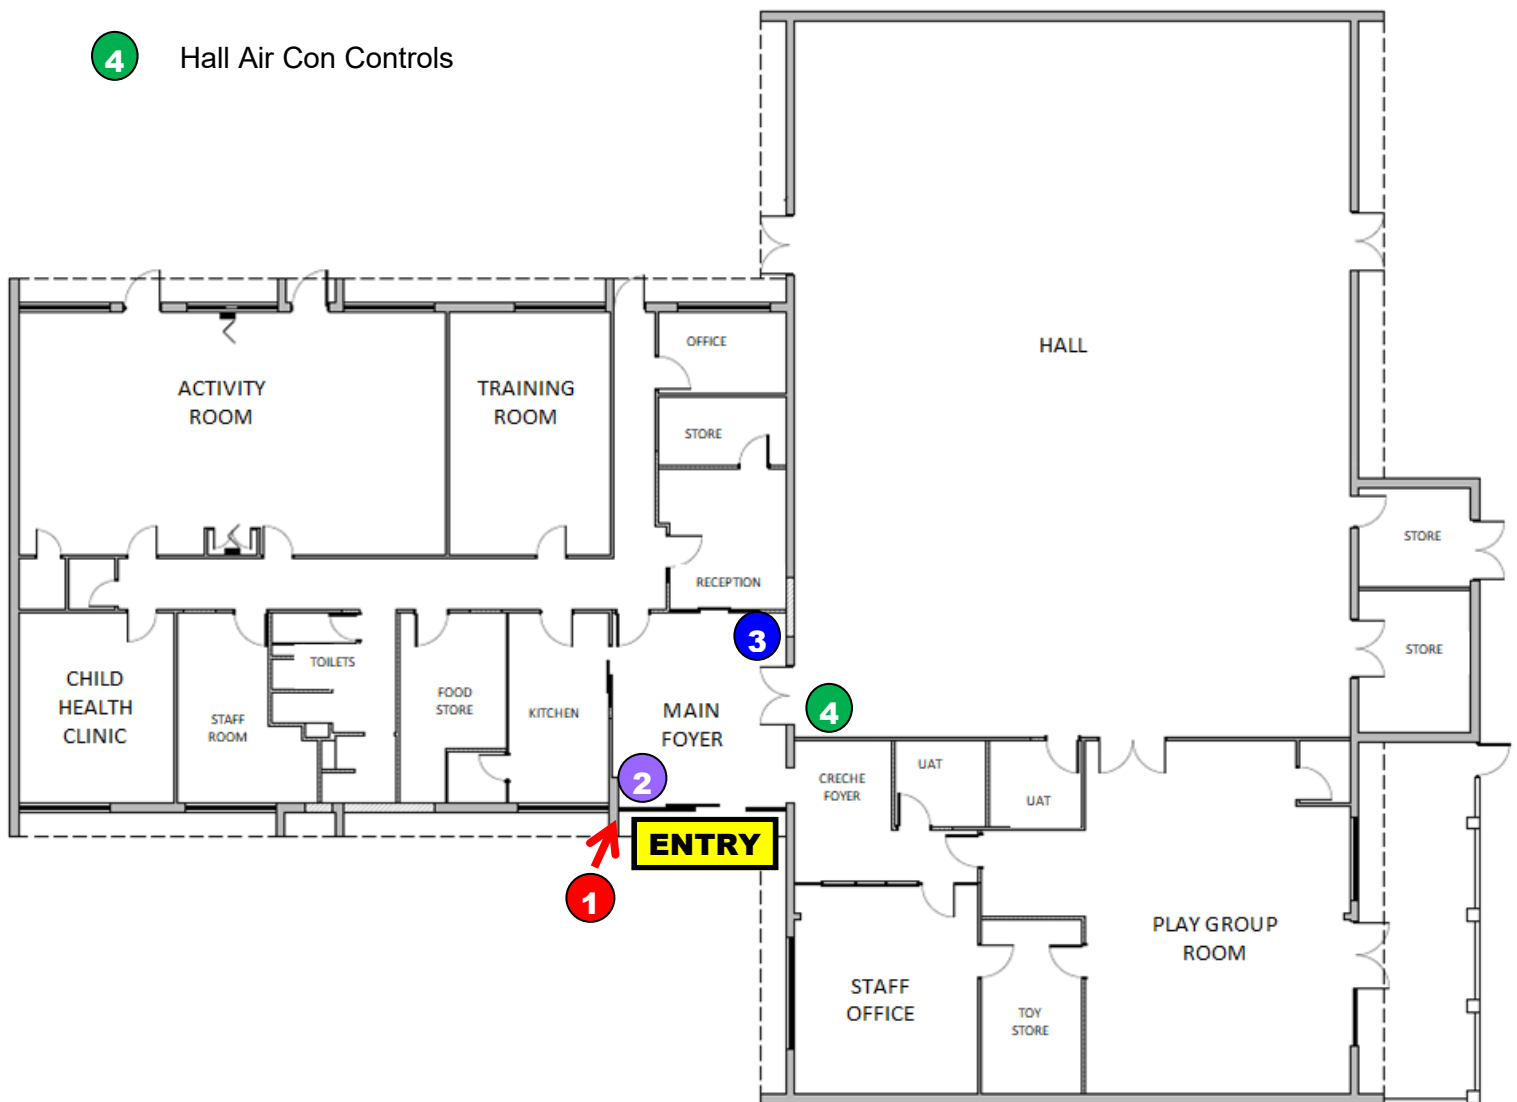 4 Hall Air Con Controls
HALL
OFFICE
ACTIVITY
ROOM
TRAINING
ROOM
STORE
STORE
RECEPTION
3
STORE
TOILETS
CHILD
HEALTH
CLINIC
STAFF
ROOM
FOOD
STORE
KITCHEN
MAIN
FOYER
4
2
CRECHE
FOYER
UAT
UAT
ENTRY
1
PLAY GROUP
ROOM
STAFF
OFFICE
TOY
STORE